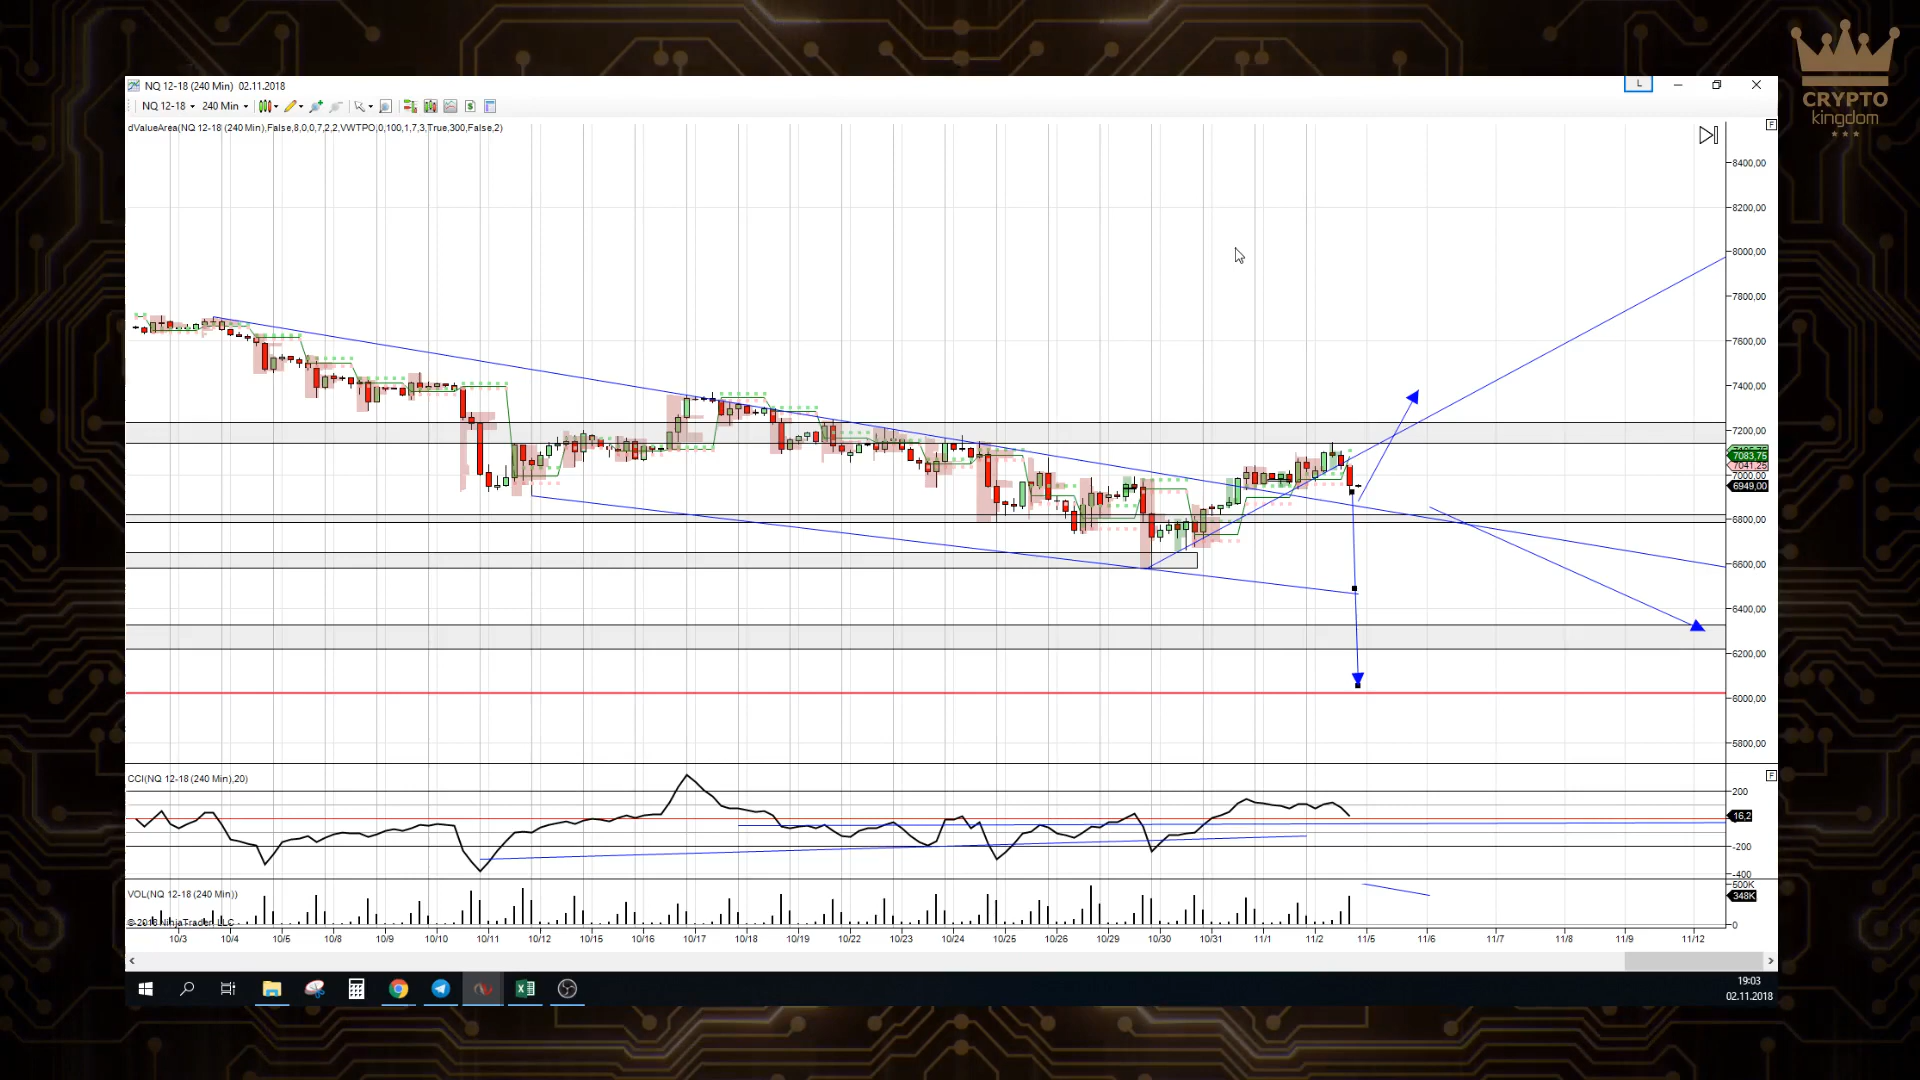 CRYPTO
kingdom
NQ 12-18 (240 Min) 02.11.2018
L
NQ 12-18 240 Min
dValueArea(NQ 12-18 (240 Min),False,8,0,0,7,2,2,VWTPO,0,100,1,7,3,True,300,False,2)
F
8400,00
8200,00
8000,00
7800,00
7600,00
7400,00
7200,00
7083,75
7041,25
7000,00
6949,00
6800,00
6600,00
6400,00
6200,00
6000,00
5800,00
CCI(NQ 12-18 (240 Min),20)
F
200
16,2
-200
-400
VOL(NQ 12-18 (240 Min))
500K
348K
0
NinjaTrader, LLC
10/3 10/4 10/5 10/8 10/9 10/10 10/11 10/12 10/15 10/16 10/17 10/18 10/19 10/22 10/23 10/24 10/25 10/26 10/29 10/30 10/31 11/1 11/2 11/5 11/6 11/7 11/8 11/9 11/12
19:03
02.11.2018